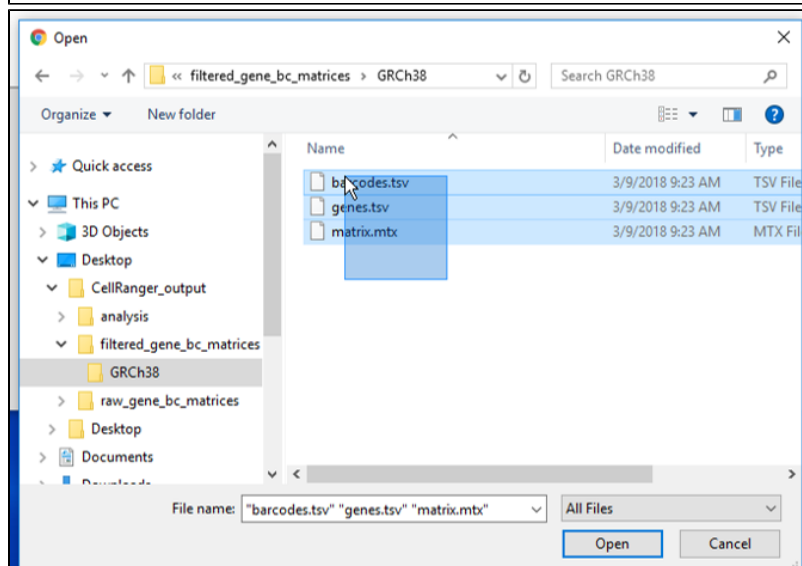 Open
« filtered_gene_bc_matrices > GRCh38
Search GRCh38
Organize
New folder
Name
Date modified
Type
Quick access
This PC
3D Objects
Desktop
CellRanger_output
analysis
filtered_gene_bc_matrices
GRCh38
raw_gene_bc_matrices
Desktop
Documents
barcodes.tsv 3/9/2018 9:23 AM TSV File
genes.tsv 3/9/2018 9:23 AM TSV File
matrix.mtx 3/9/2018 9:23 AM MTX Fil
File name: "barcodes.tsv" "genes.tsv" "matrix.mtx"
All Files
Open
Cancel